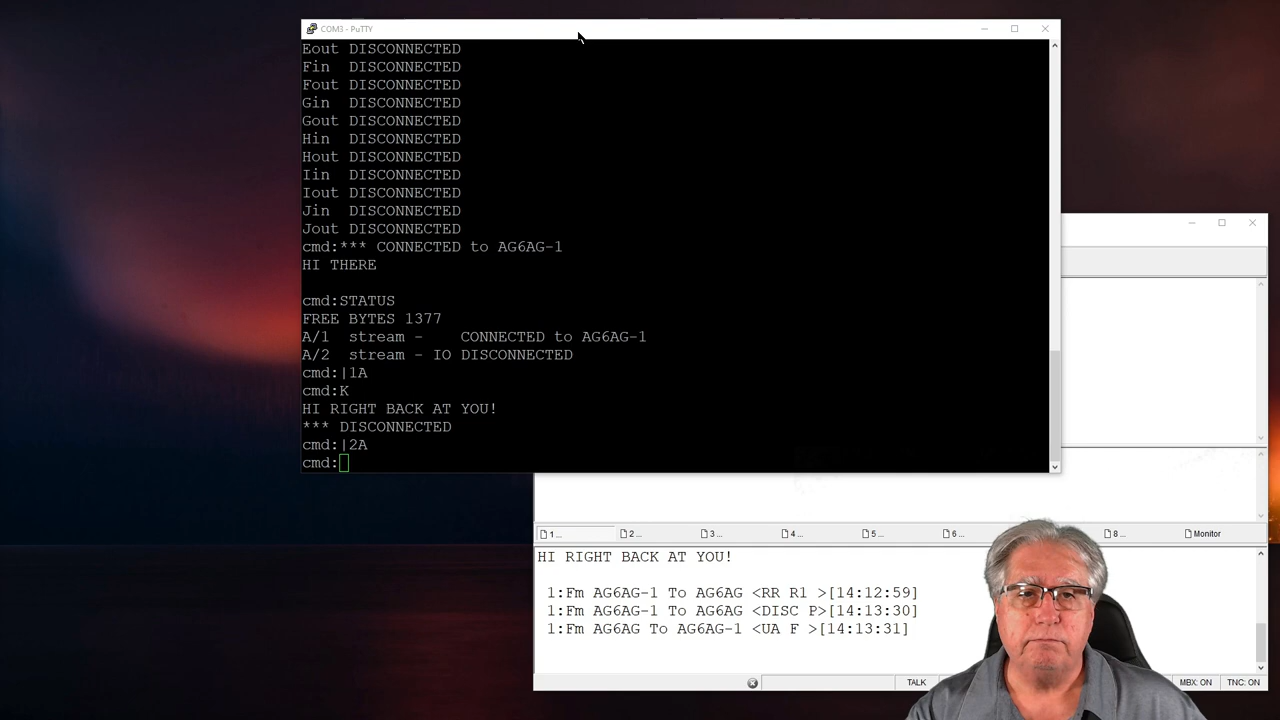 COM3 - PuTTY
Eout DISCONNECTED
Fin  DISCONNECTED
Fout DISCONNECTED
Gin  DISCONNECTED
Gout DISCONNECTED
Hin  DISCONNECTED
Hout DISCONNECTED
Iin  DISCONNECTED
Iout DISCONNECTED
Jin  DISCONNECTED
Jout DISCONNECTED
cmd:*** CONNECTED to AG6AG-1
HI THERE
cmd:STATUS
FREE BYTES 1377
A/1  stream -    CONNECTED to AG6AG-1
A/2  stream - IO DISCONNECTED
cmd:|1A
cmd:K
HI RIGHT BACK AT YOU!
*** DISCONNECTED
cmd:|2A
cmd:
1... 2... 3... 4... 5... 6... 8... Monitor
HI RIGHT BACK AT YOU!
1:Fm AG6AG-1 To AG6AG <RR R1 >[14:12:59]
1:Fm AG6AG-1 To AG6AG <DISC P>[14:13:30]
1:Fm AG6AG To AG6AG-1 <UA F >[14:13:31]
TALK MBX: ON TNC: ON